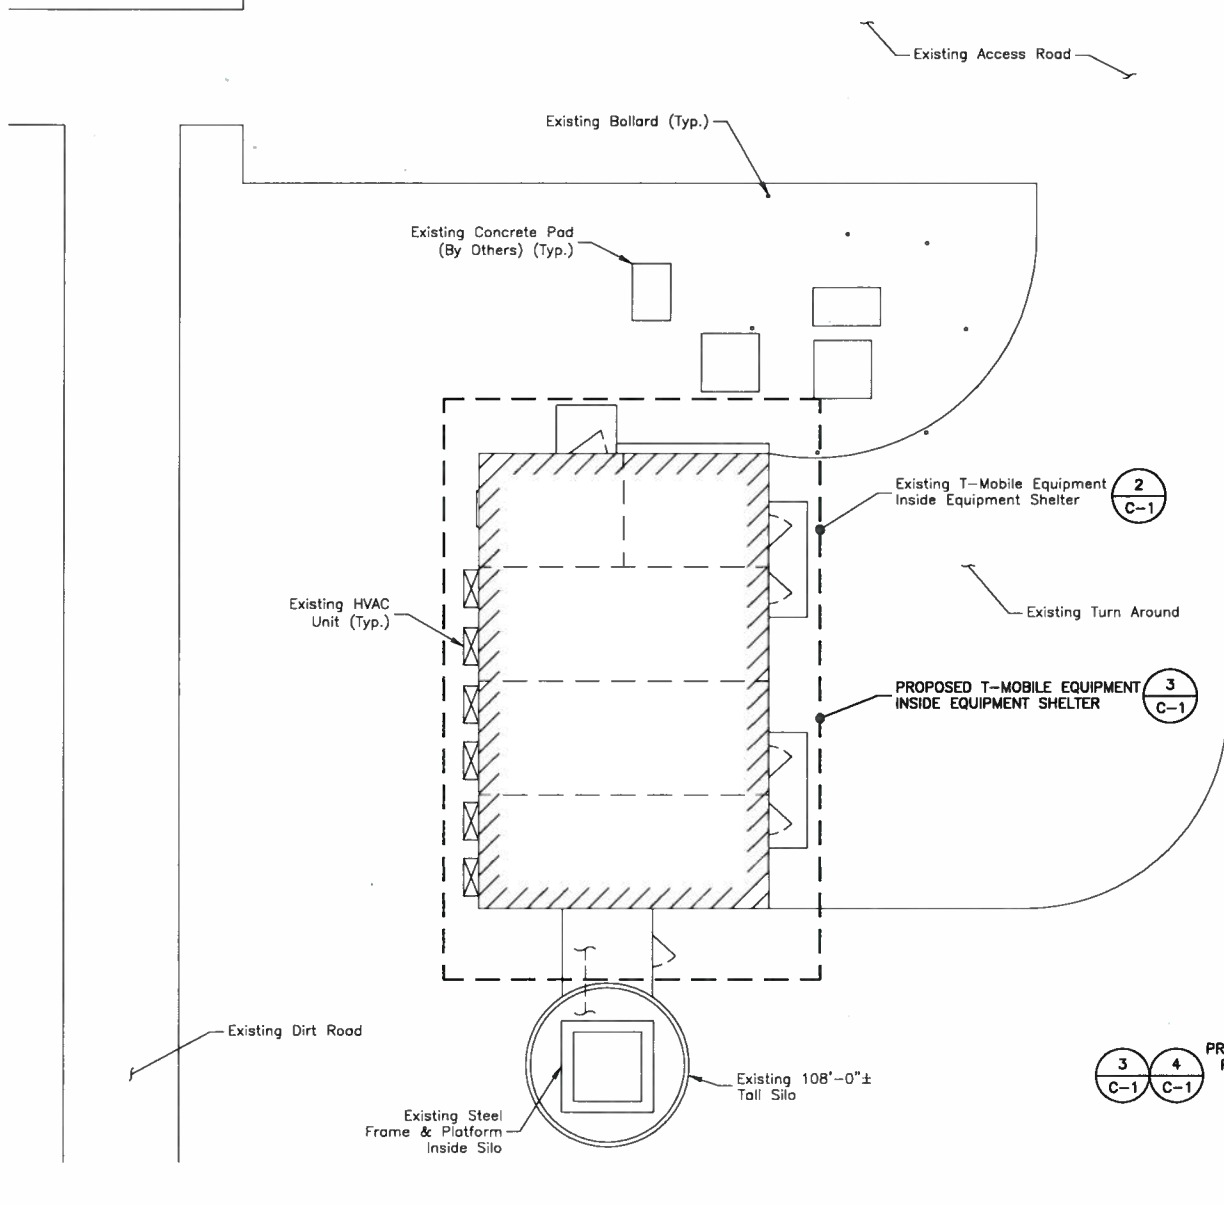 Existing Access Road
Existing Bollard (Typ.)
Existing Concrete Pad
(By Others) (Typ.)
Existing T-Mobile Equipment
Inside Equipment Shelter
2
C-1
Existing HVAC
Unit (Typ.)
Existing Turn Around
PROPOSED T-MOBILE EQUIPMENT
INSIDE EQUIPMENT SHELTER
3
C-1
Existing Dirt Road
3
C-1
4
C-1
Existing 108'-0"±
Tall Silo
Existing Steel
Frame & Platform
Inside Silo